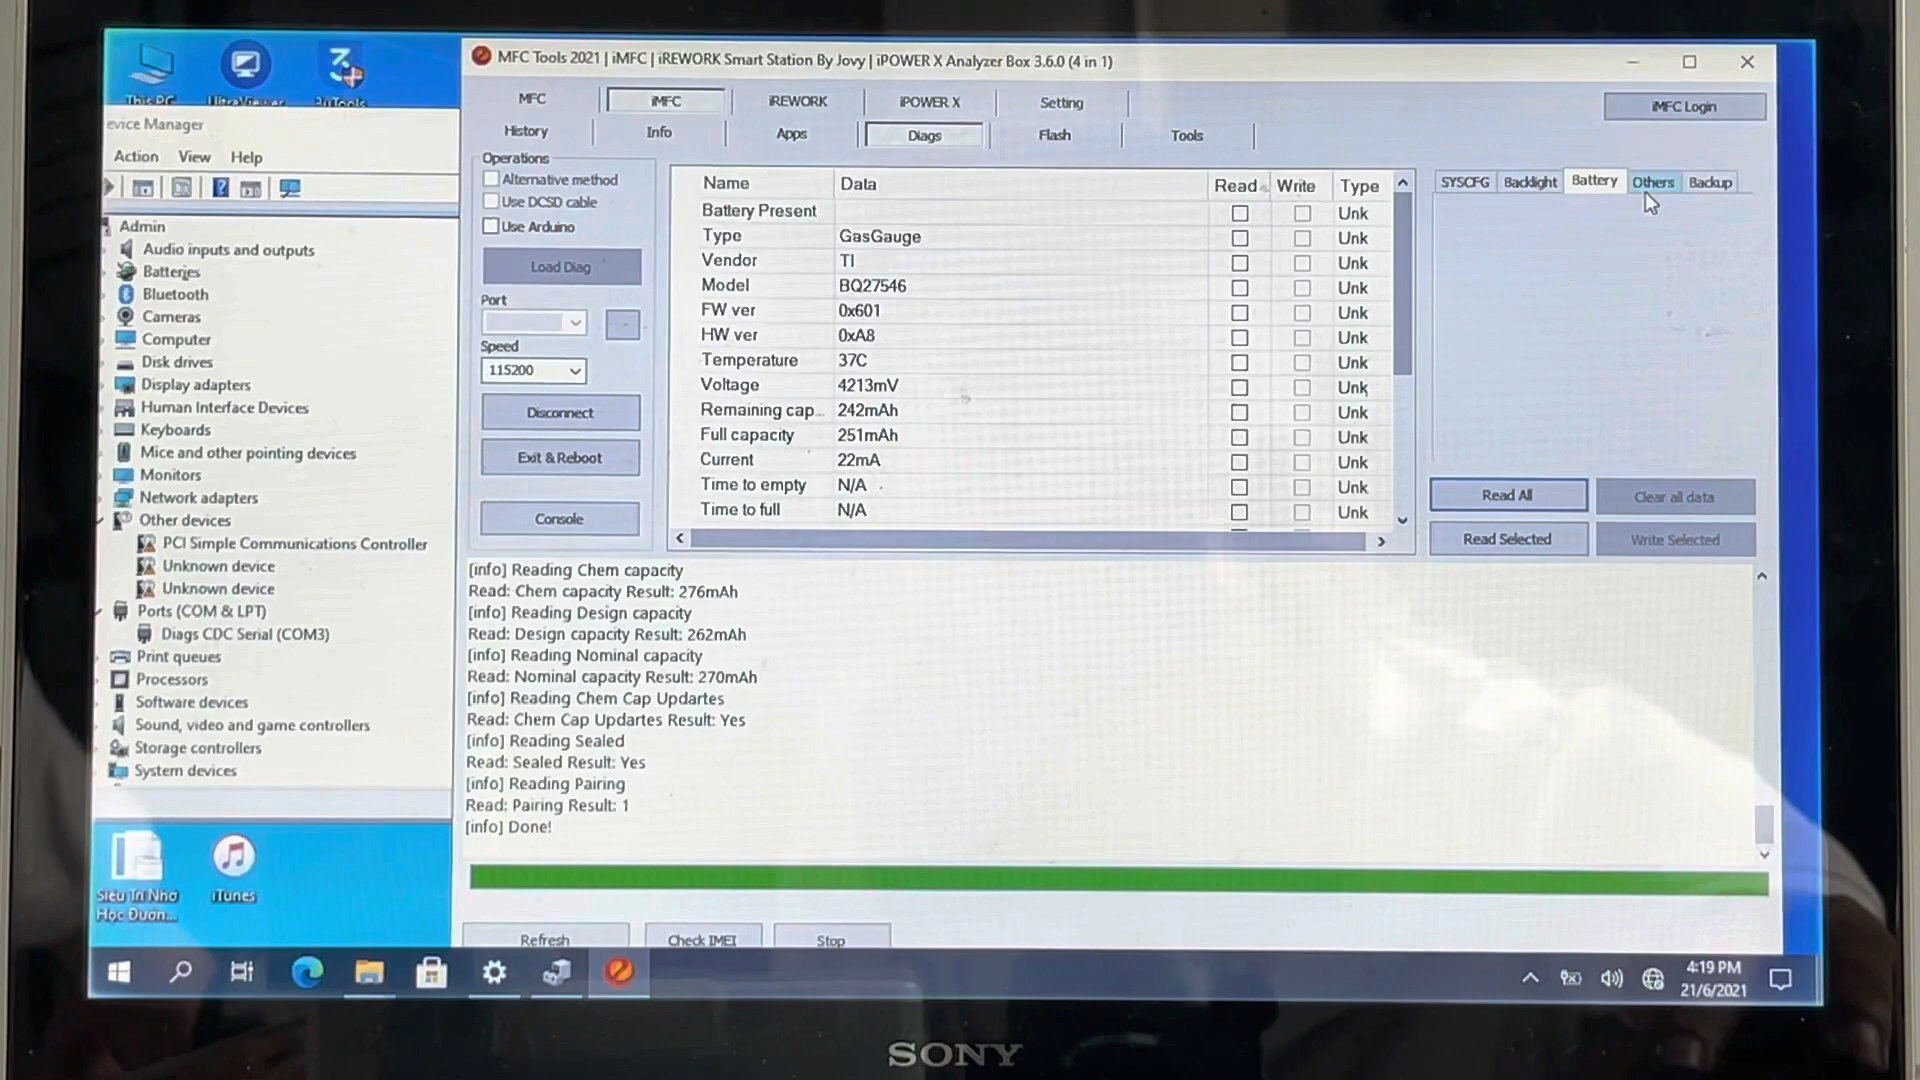 This PC
UltraViewer
3uTools
MFC Tools 2021 | iMFC | iREWORK Smart Station By Jovy | iPOWER X Analyzer Box 3.6.0 (4 in 1)
MFC
iMFC
iREWORK
iPOWER X
Setting
iMFC Login
History
Info
Apps
Diags
Flash
Tools
evice Manager
Action View Help
Admin
Audio inputs and outputs
Batteries
Bluetooth
Cameras
Computer
Disk drives
Display adapters
Human Interface Devices
Keyboards
Mice and other pointing devices
Monitors
Network adapters
Other devices
PCI Simple Communications Controller
Unknown device
Unknown device
Ports (COM & LPT)
Diags CDC Serial (COM3)
Print queues
Processors
Software devices
Sound, video and game controllers
Storage controllers
System devices
Operations
Alternative method
Use DCSD cable
Use Arduino
Load Diag
Port
Speed
115200
Disconnect
Exit & Reboot
Console
Name Data Read Write Type
Battery Present Unk
Type GasGauge Unk
Vendor TI Unk
Model BQ27546 Unk
FW ver 0x601 Unk
HW ver 0xA8 Unk
Temperature 37C Unk
Voltage 4213mV Unk
Remaining cap... 242mAh Unk
Full capacity 251mAh Unk
Current 22mA Unk
Time to empty N/A Unk
Time to full N/A Unk
SYSCFG Backlight Battery Others Backup
Read All
Clear all data
Read Selected
Write Selected
[info] Reading Chem capacity
Read: Chem capacity Result: 276mAh
[info] Reading Design capacity
Read: Design capacity Result: 262mAh
[info] Reading Nominal capacity
Read: Nominal capacity Result: 270mAh
[info] Reading Chem Cap Updartes
Read: Chem Cap Updartes Result: Yes
[info] Reading Sealed
Read: Sealed Result: Yes
[info] Reading Pairing
Read: Pairing Result: 1
[info] Done!
Siêu Trí Nhớ
Học Đườn...
iTunes
Refresh
Check IMEI
Stop
4:19 PM
21/6/2021
SONY